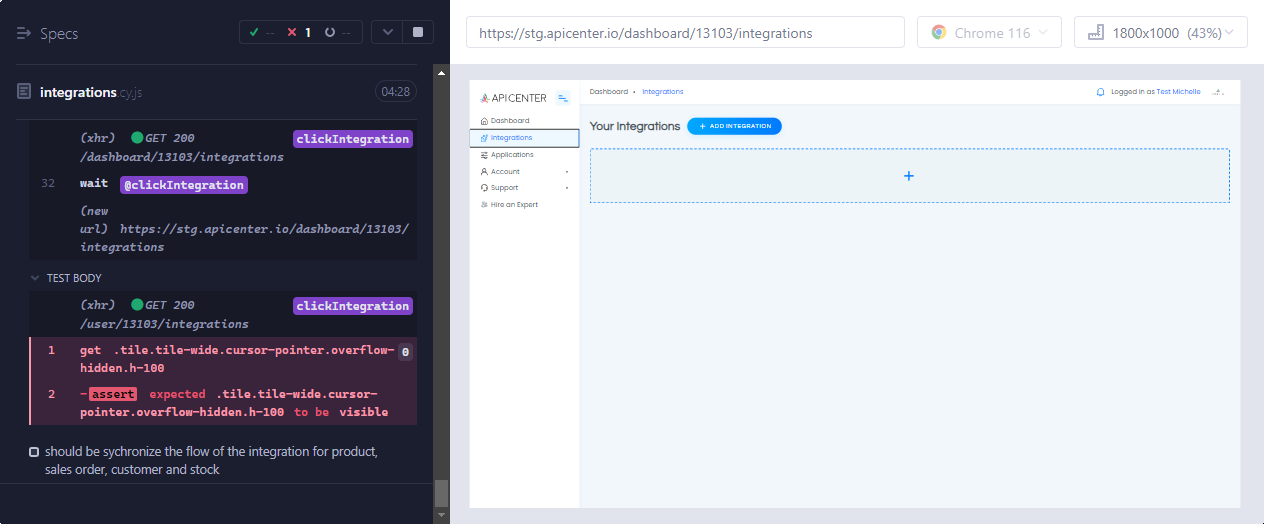 Specs
-- 1 --
integrations.cy.js 04:28
(xhr) GET 200 clickIntegration
/dashboard/13103/integrations
32 wait @clickIntegration
(new
url) https://stg.apicenter.io/dashboard/13103/
integrations
TEST BODY
(xhr) GET 200 clickIntegration
/user/13103/integrations
1 get .tile.tile-wide.cursor-pointer.overflow- 0
hidden.h-100
2 -assert expected .tile.tile-wide.cursor-
pointer.overflow-hidden.h-100 to be visible
should be sychronize the flow of the integration for product,
sales order, customer and stock
https://stg.apicenter.io/dashboard/13103/integrations
Chrome 116
1800x1000 (43%)
APICENTER
Dashboard • Integrations
Logged in as Test Michelle
Dashboard
Integrations
Applications
Account
Support
Hire an Expert
Your Integrations
+ ADD INTEGRATION
+